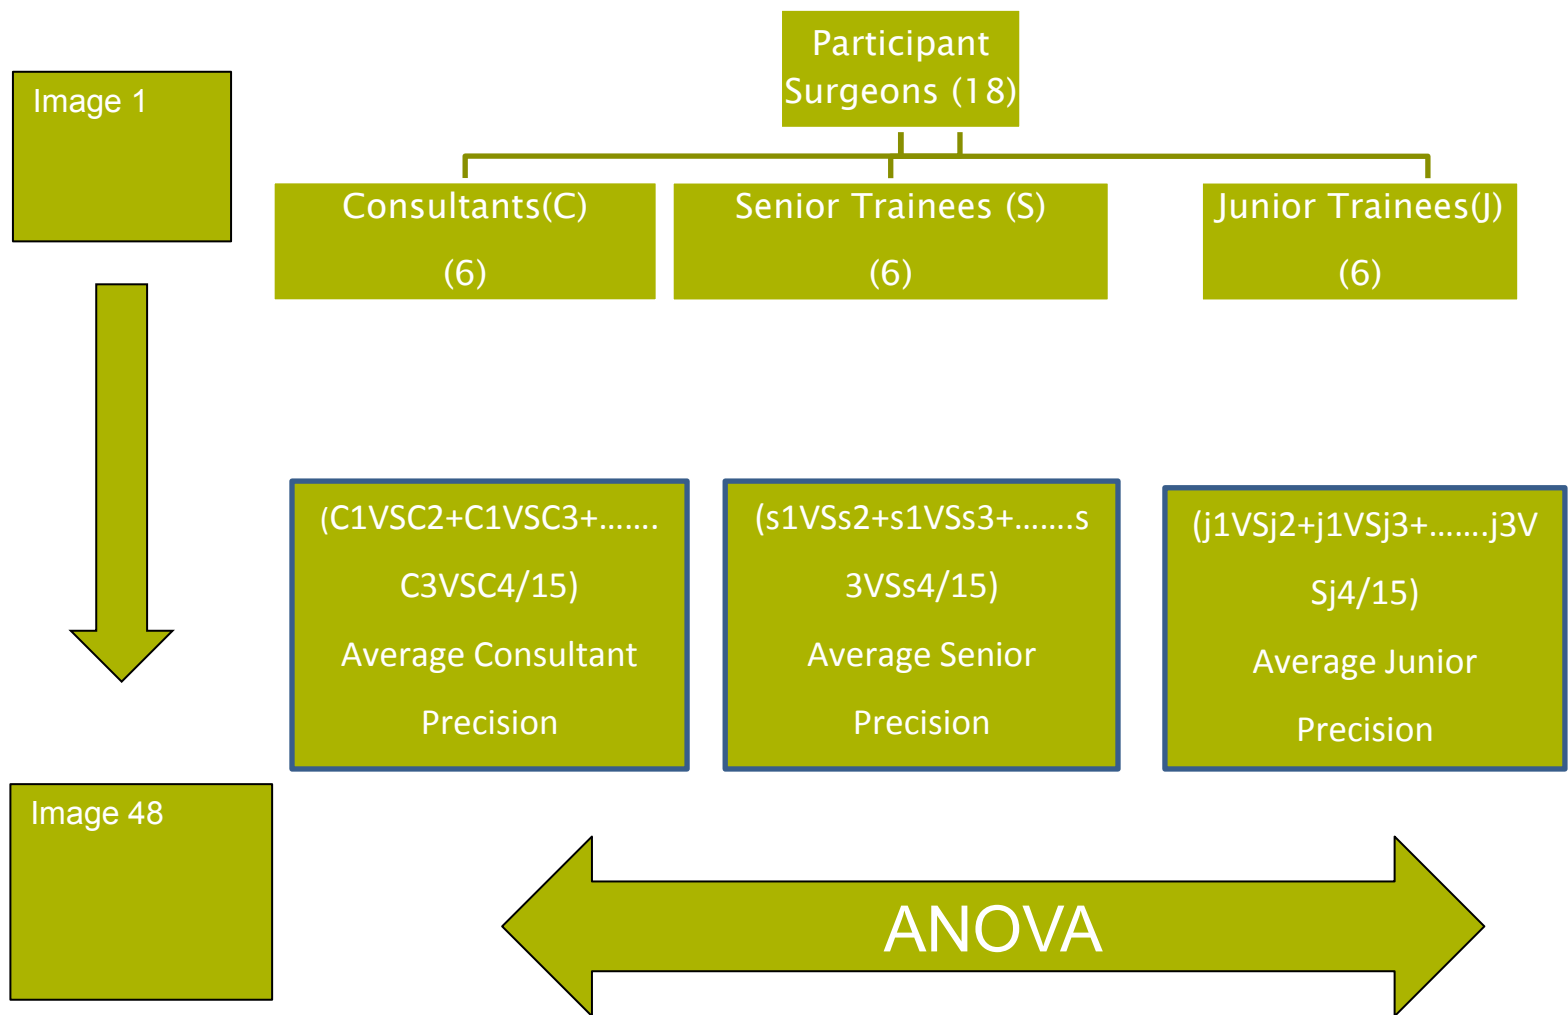 Participant
Surgeons (18)
Image 1
Consultants(C)
(6)
Senior Trainees (S)
(6)
Junior Trainees(J)
(6)
(C1VSC2+C1VSC3+.......
C3VSC4/15)
Average Consultant
Precision
(s1VSs2+s1VSs3+.......s
3VSs4/15)
Average Senior
Precision
(j1VSj2+j1VSj3+.......j3V
Sj4/15)
Average Junior
Precision
Image 48
ANOVA